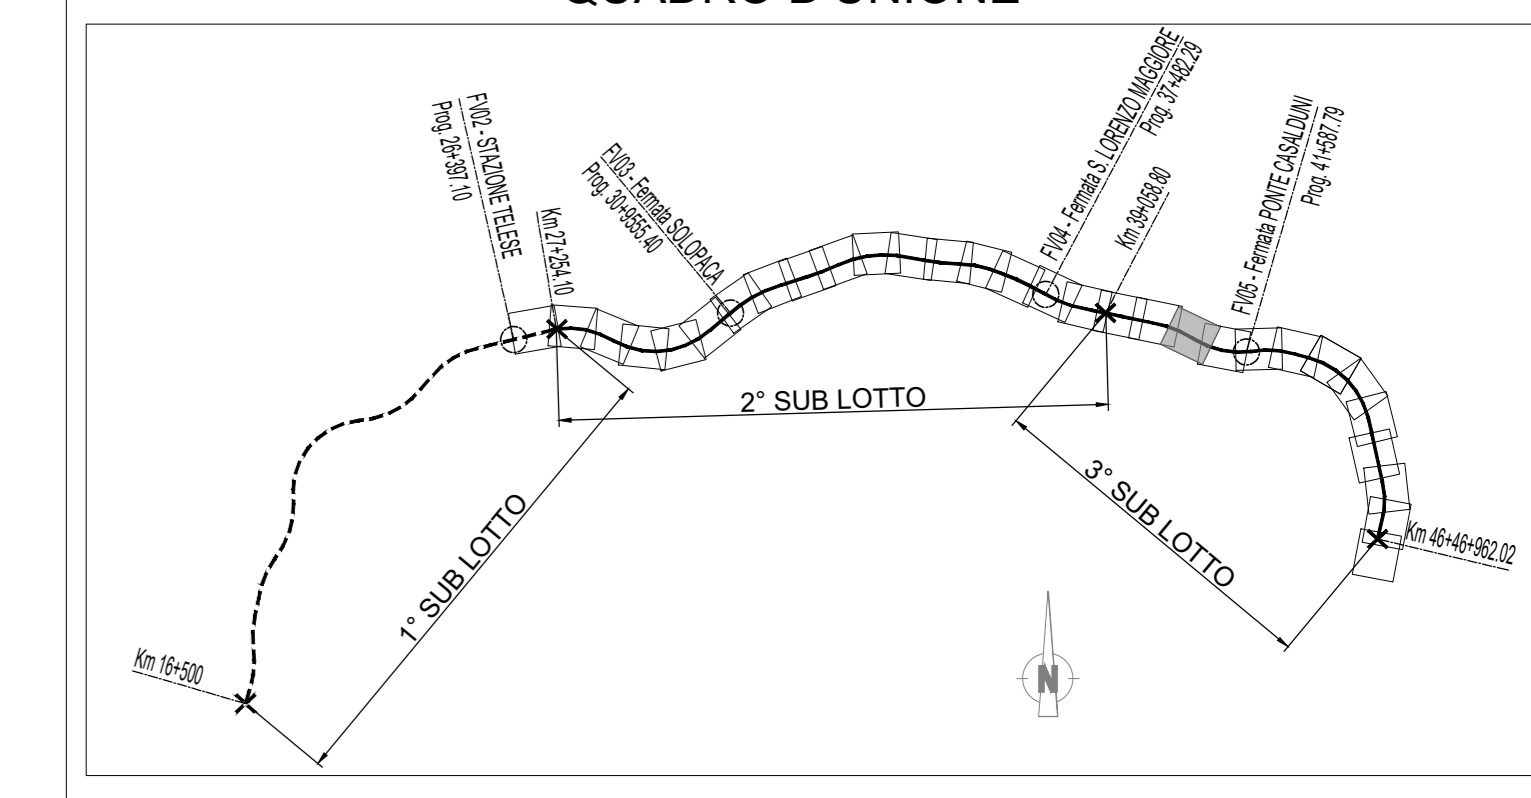 QUADRO D'UNIONE
FV02 - STAZIONE TELESE
Prog. 26+397.10
Km 27+254.10
FV03 - Fermata SOLOPACA
Prog. 30+9555.40
FV04 - Fermata S. LORENZO MAGGIORE
Prog. 37+482.29
Km 39+058.80
FV05 - Fermata PONTE CASALDUNI
Prog. 41+587.79
2° SUB LOTTO
1° SUB LOTTO
3° SUB LOTTO
Km 46+46+962.02
Km 16+500
N